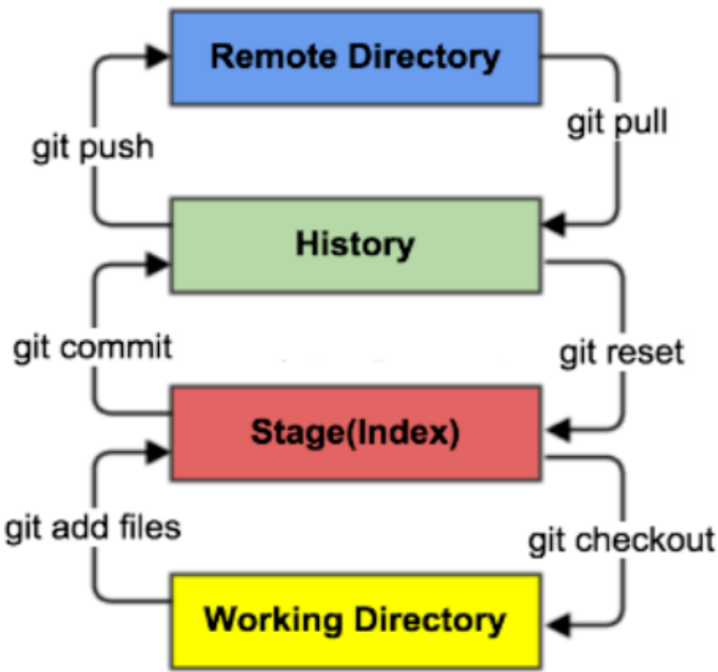 Remote Directory
git push
git pull
History
git commit
git reset
Stage(Index)
git add files
git checkout
Working Directory